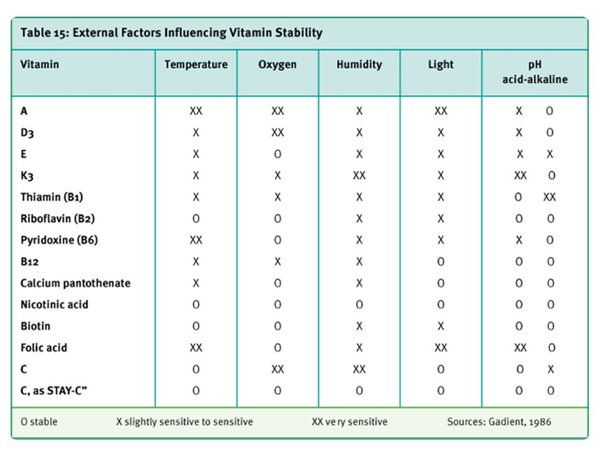 Table 15: External Factors Influencing Vitamin Stability
Vitamin Temperature Oxygen Humidity Light pH
acid-alkaline
A XX XX X XX X O
D3 X XX X X X O
E X O X X X X
K3 X X XX X XX O
Thiamin (B1) X X X X O XX
Riboflavin (B2) O O X X O O
Pyridoxine (B6) XX O X X X O
B12 X X X O O O
Calcium pantothenate X O X O O O
Nicotinic acid O O O O O O
Biotin O O X X O O
Folic acid XX O X XX XX O
C O XX XX O O X
C, as STAY-C” O O O O O O
O stable X slightly sensitive to sensitive XX very sensitive Sources: Gadient, 1986